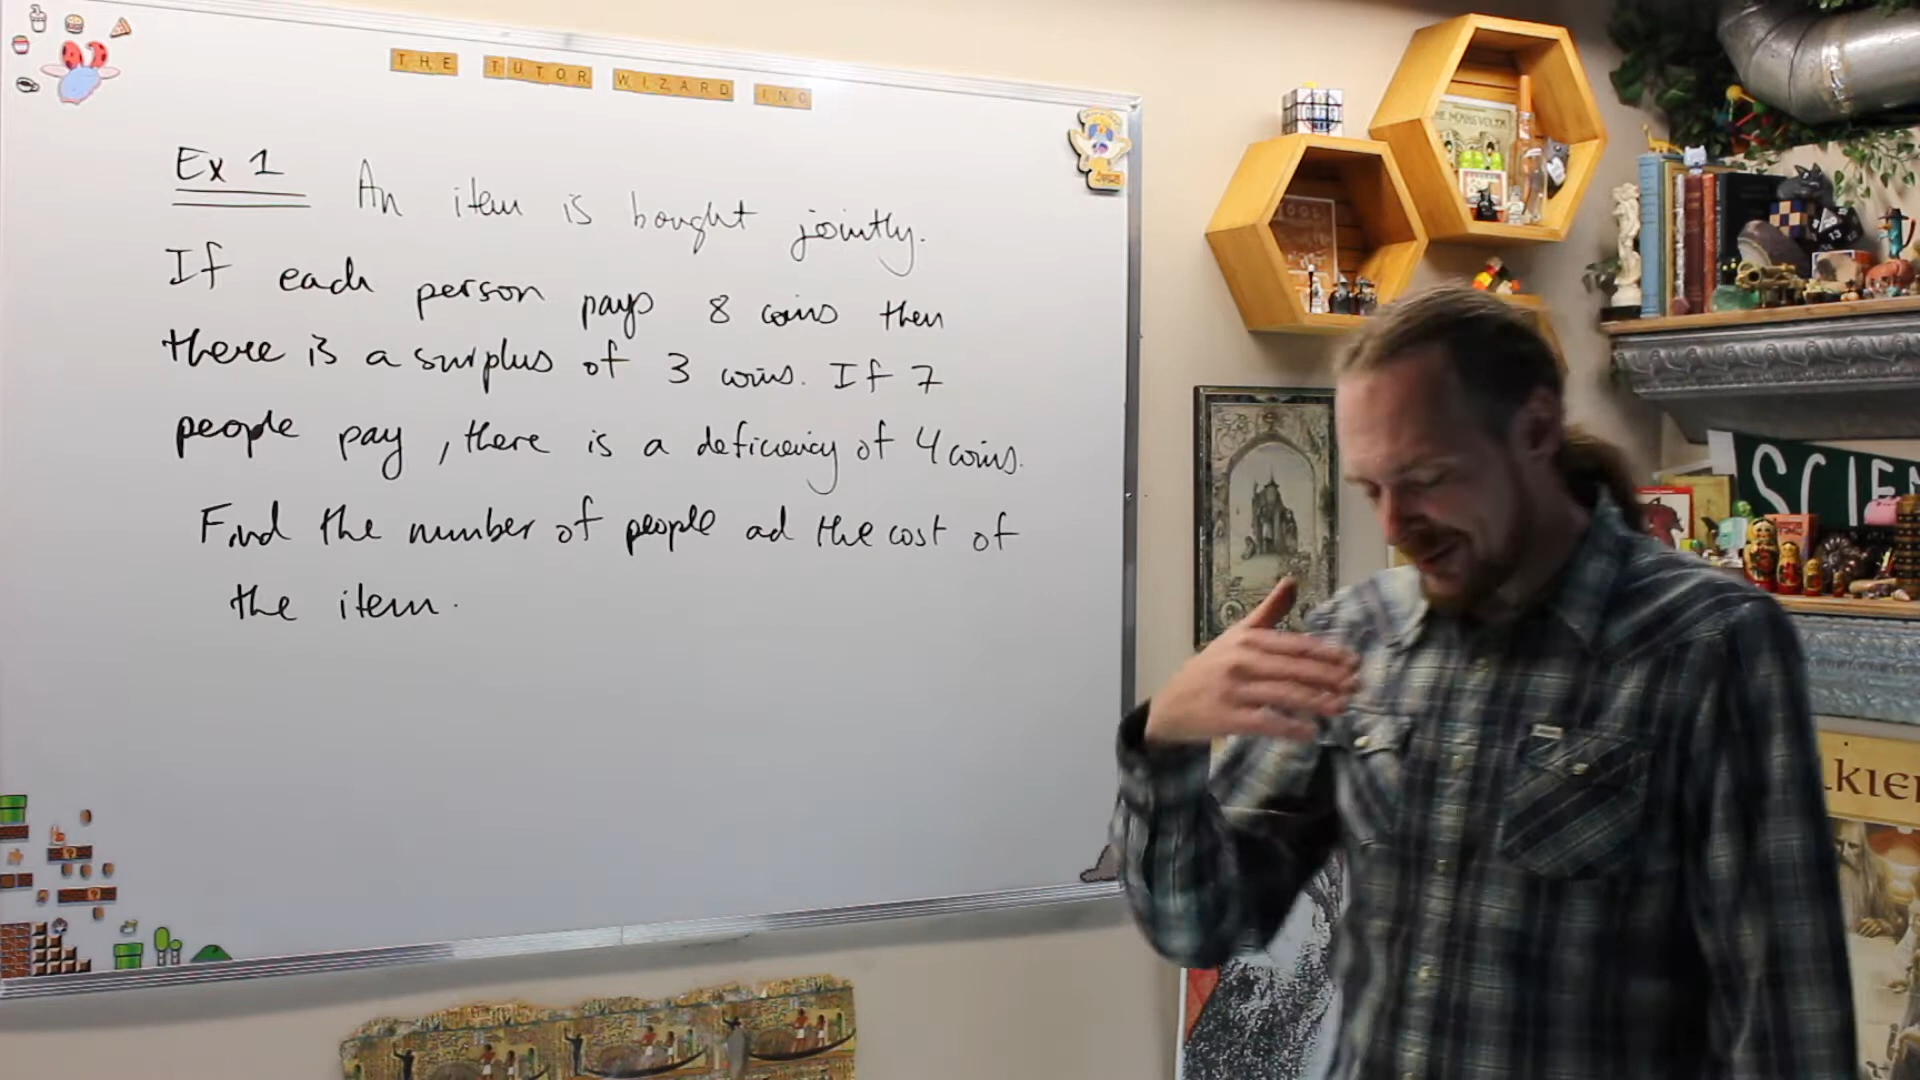 THE TUTOR WIZARD INC
Ex 1 An item is bought jointly.
If each person pays 8 coins then
there is a surplus of 3 coins. If 7
people pay, there is a deficiency of 4 coins.
Find the number of people ad the cost of
the item.
SCIEN
LKIE